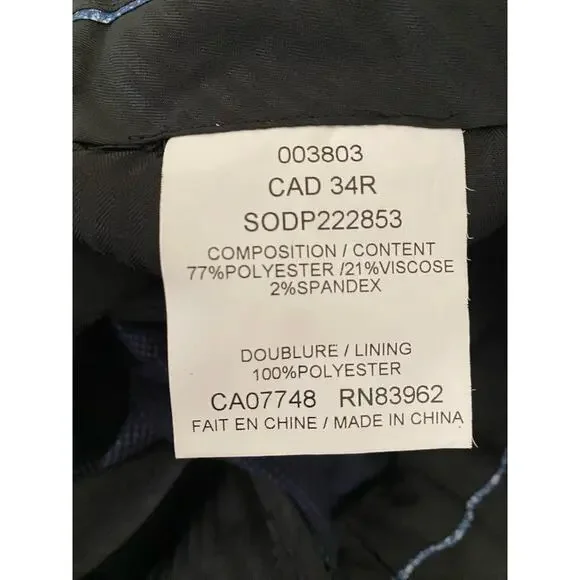 003803
CAD 34R
SODP222853
COMPOSITION / CONTENT
77%POLYESTER /21%VISCOSE
2%SPANDEX
DOUBLURE / LINING
100%POLYESTER
CA07748 RN83962
FAIT EN CHINE / MADE IN CHINA